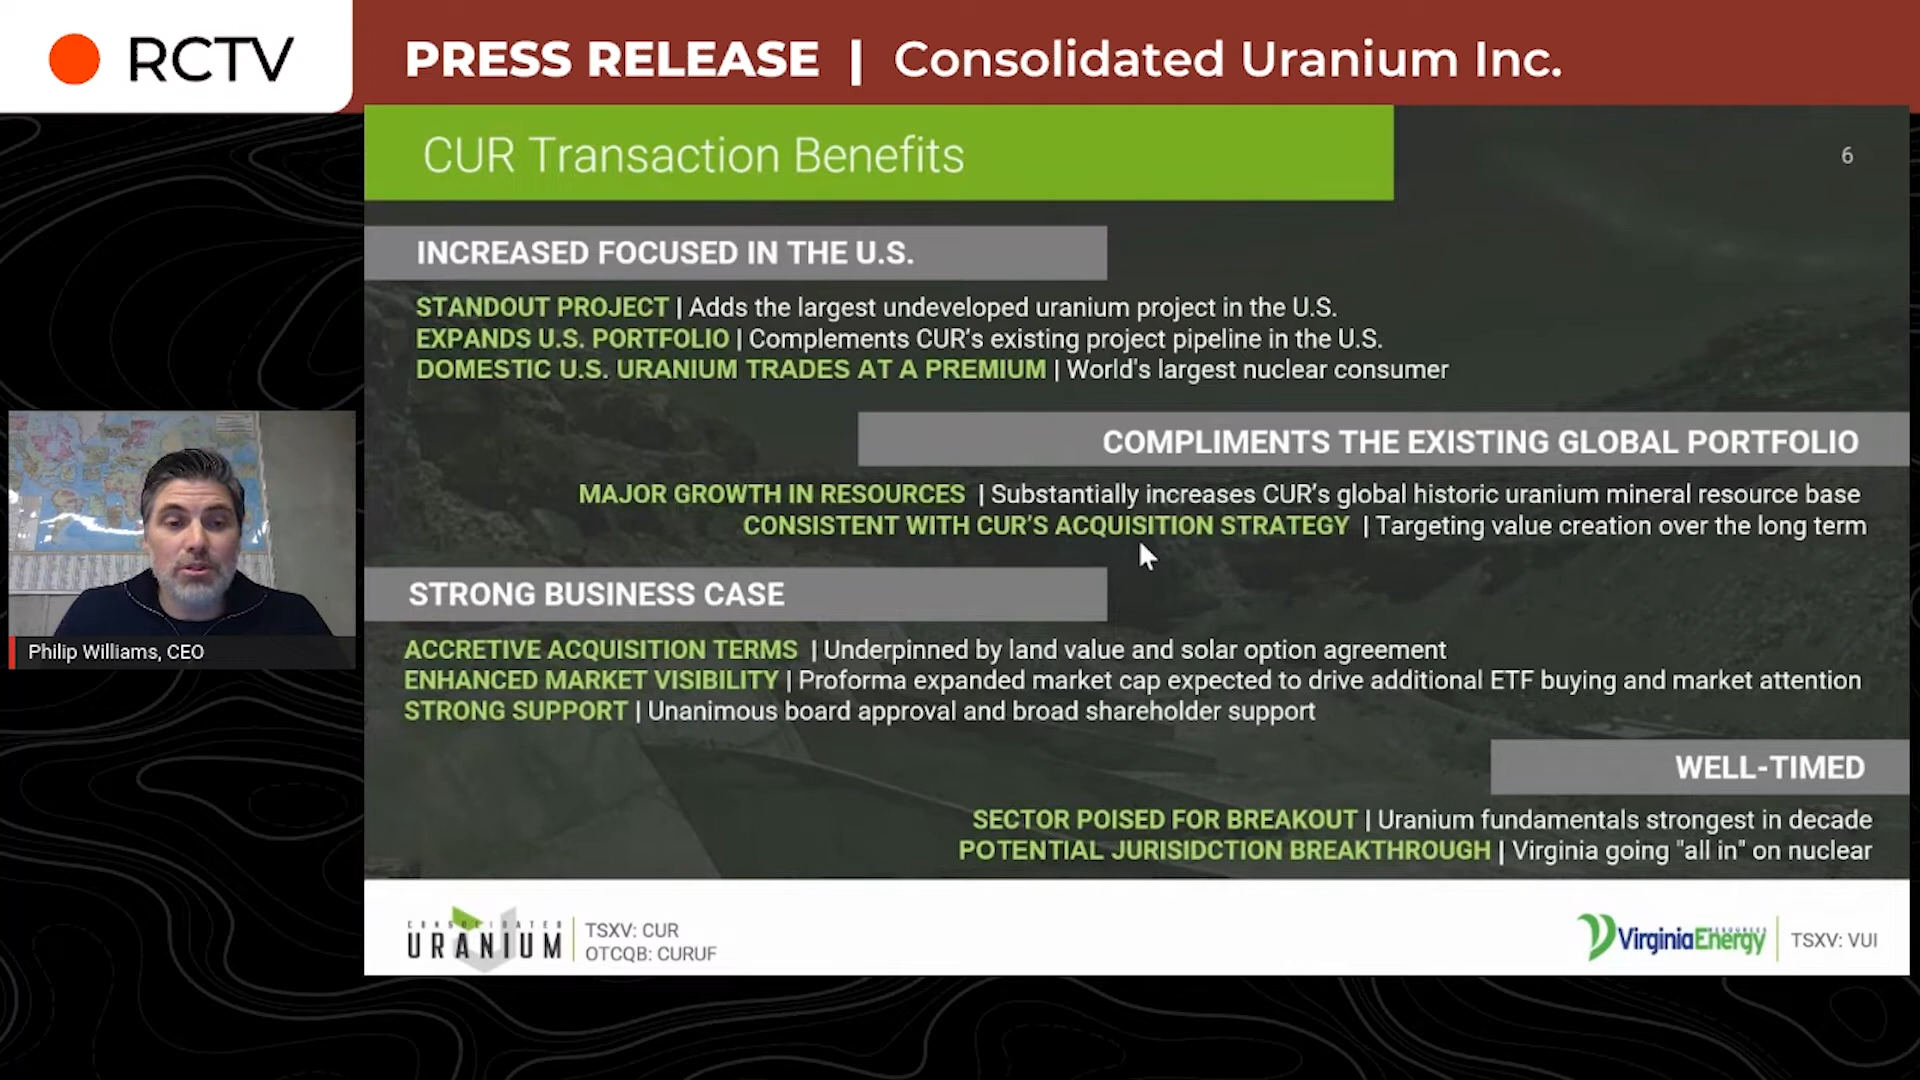 RCTV
PRESS RELEASE | Consolidated Uranium Inc.
CUR Transaction Benefits
6
INCREASED FOCUSED IN THE U.S.
STANDOUT PROJECT | Adds the largest undeveloped uranium project in the U.S.
EXPANDS U.S. PORTFOLIO | Complements CUR's existing project pipeline in the U.S.
DOMESTIC U.S. URANIUM TRADES AT A PREMIUM | World's largest nuclear consumer
COMPLIMENTS THE EXISTING GLOBAL PORTFOLIO
MAJOR GROWTH IN RESOURCES | Substantially increases CUR's global historic uranium mineral resource base
CONSISTENT WITH CUR'S ACQUISITION STRATEGY | Targeting value creation over the long term
STRONG BUSINESS CASE
ACCRETIVE ACQUISITION TERMS | Underpinned by land value and solar option agreement
ENHANCED MARKET VISIBILITY | Proforma expanded market cap expected to drive additional ETF buying and market attention
STRONG SUPPORT | Unanimous board approval and broad shareholder support
WELL-TIMED
SECTOR POISED FOR BREAKOUT | Uranium fundamentals strongest in decade
POTENTIAL JURISIDCTION BREAKTHROUGH | Virginia going "all in" on nuclear
Philip Williams, CEO
CONSOLIDATED
URANIUM
TSXV: CUR
OTCQB: CURUF
RESOURCES
VirginiaEnergy
TSXV: VUI